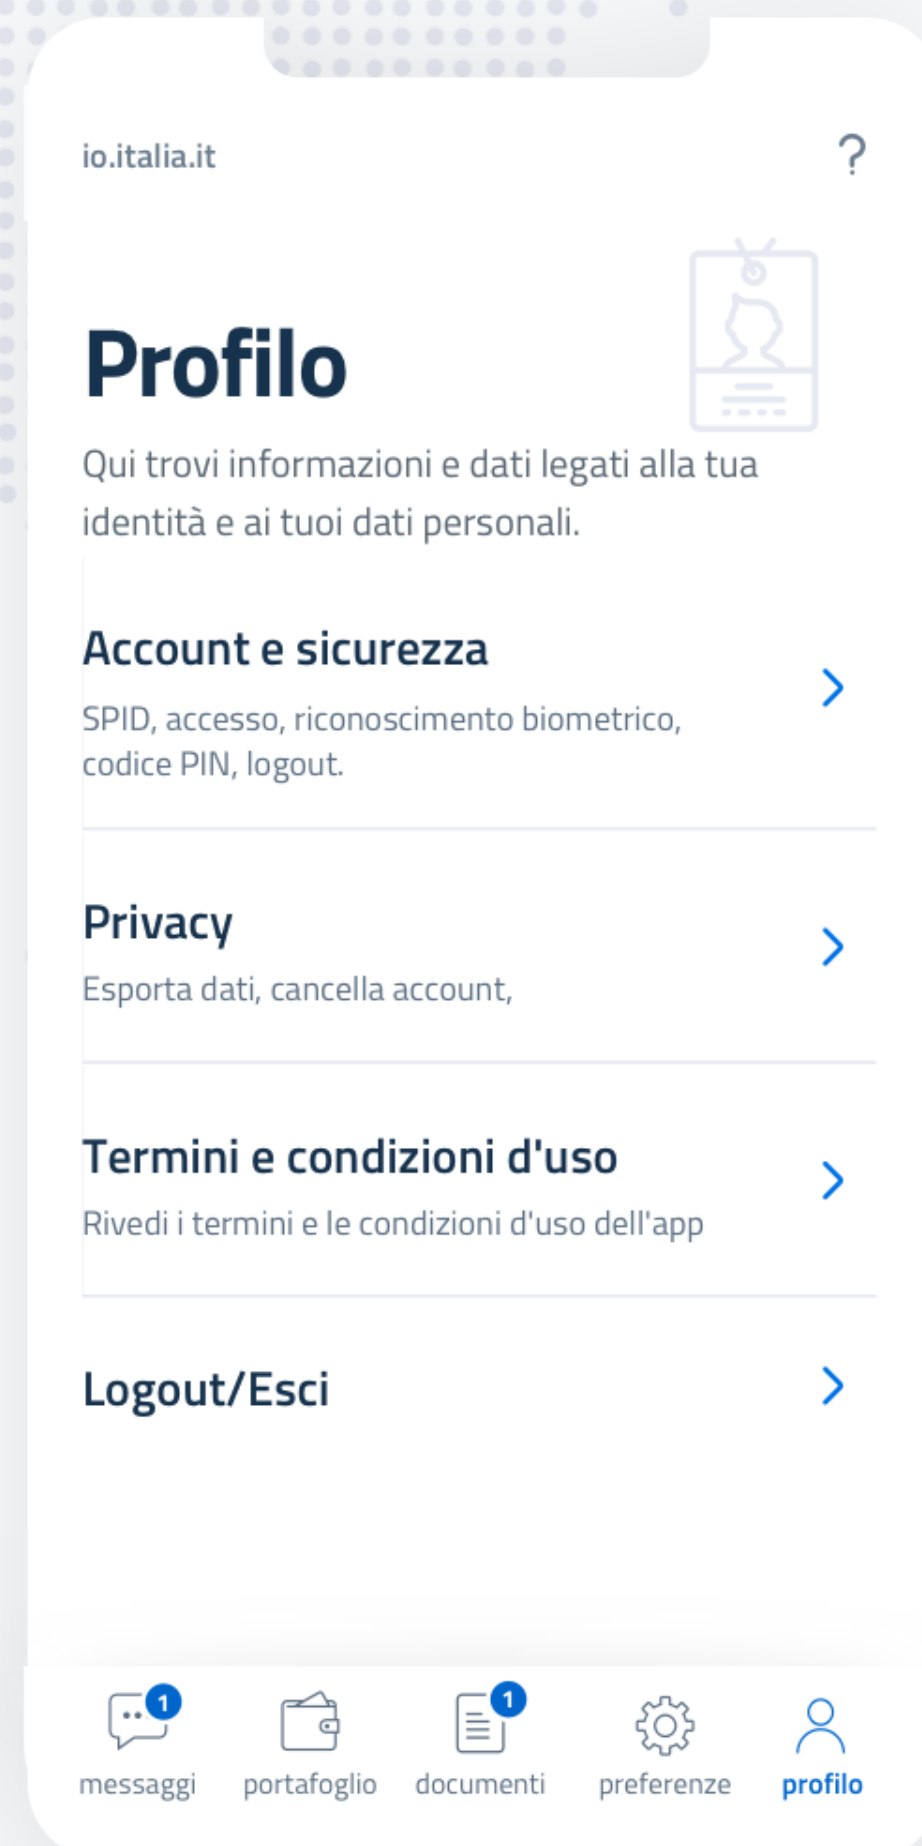 io.italia.it
?
Profilo
Qui trovi informazioni e dati legati alla tua
identità e ai tuoi dati personali.
Account e sicurezza
SPID, accesso, riconoscimento biometrico,
codice PIN, logout.
Privacy
Esporta dati, cancella account,
Termini e condizioni d'uso
Rivedi i termini e le condizioni d'uso dell'app
Logout/Esci
1 1
messaggi portafoglio documenti preferenze profilo